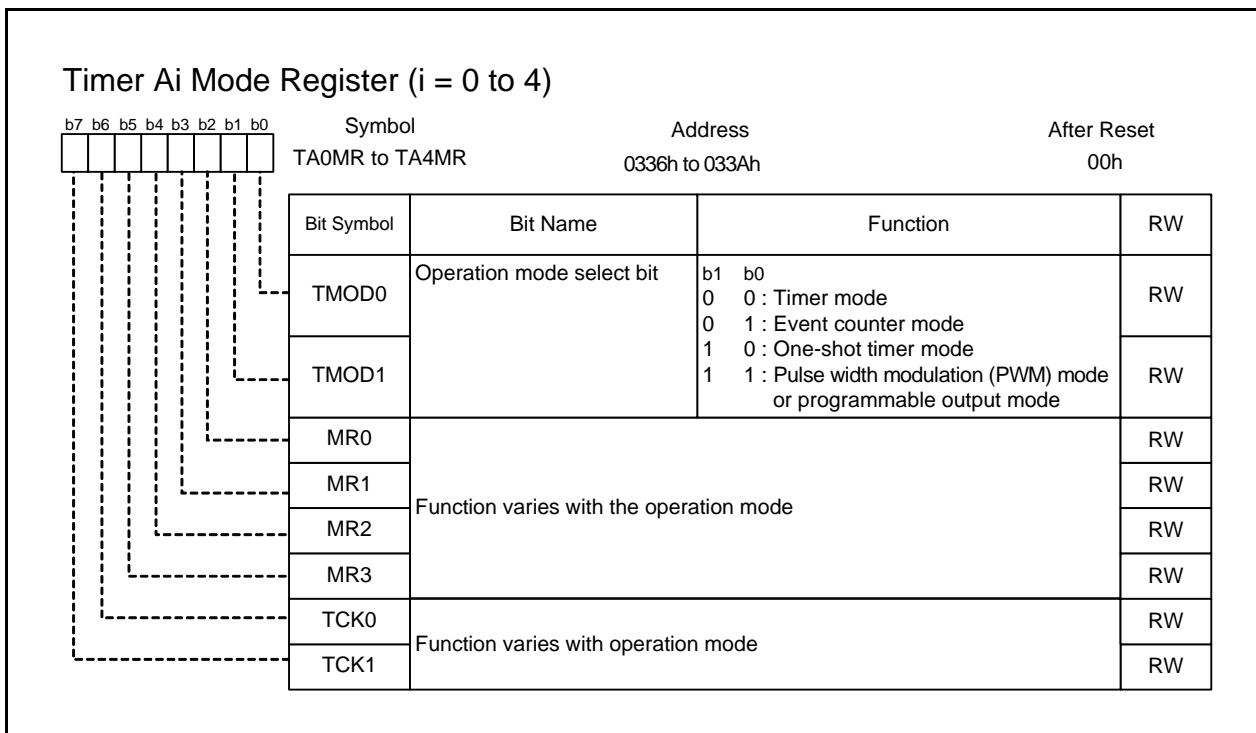 Timer Ai Mode Register (i = 0 to 4)
b7 b6 b5 b4 b3 b2 b1 b0
Symbol Address After Reset
TA0MR to TA4MR 0336h to 033Ah 00h
Bit Symbol Bit Name Function RW
TMOD0 Operation mode select bit b1 b0
0 0 : Timer mode RW
0 1 : Event counter mode
TMOD1 1 0 : One-shot timer mode
1 1 : Pulse width modulation (PWM) mode RW
or programmable output mode
MR0 RW
MR1 RW
Function varies with the operation mode
MR2 RW
MR3 RW
TCK0 RW
Function varies with operation mode
TCK1 RW